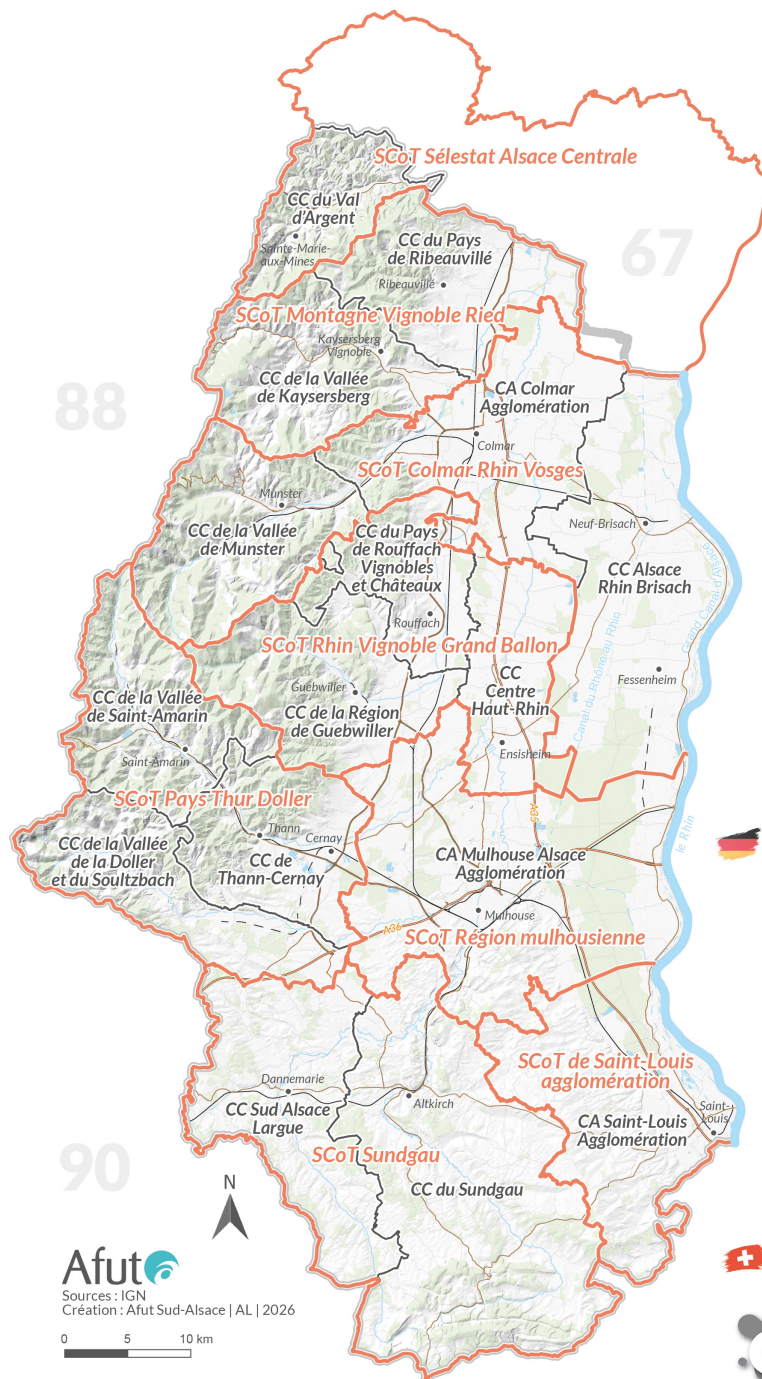 SCoT Sélestat Alsace Centrale
CC du Val
d'Argent
Sainte-Marie-
aux-Mines
CC du Pays
de Ribeauvillé
67
Ribeauville
SCoT Montagne Vignoble Ried
Kaysersberg
Vignoble
CC de la Vallée
de Kaysersberg
CA Colmar
Agglomération
88
Colmar
SCoT Colmar Rhin Vosges
Munster
CC de la Vallée
de Munster
CC du Pays
de Rouffach
Vignobles
et Châteaux
Neuf-Brisach
CC Alsace
Rhin Brisach
Grand Canal d'Alsace
Rouffach
SCoT Rhin Vignoble Grand Ballon
Canal du Rhône au Rhin
Fessenheim
Guebwiller
CC
Centre
Haut-Rhin
CC de la Vallée
de Saint-Amarin
CC de la Région
de Guebwiller
Ensisheim
Saint-Amarin
SCoT Pays Thur Doller
A35
le Rhin
Thann
Cernay
CC de la Vallée
de la Doller
et du Soultzbach
CC de
Thann-Cernay
CA Mulhouse Alsace
Agglomération
Mulhouse
A36
SCoT Région mulhousienne
SCoT de Saint-Louis
agglomération
Dannemarie
Altkirch
CC Sud Alsace
Largue
Saint-
Louis
CA Saint-Louis
Agglomération
SCoT Sundgau
90
CC du Sundgau
N
Afut
Sources : IGN
Création : Afut Sud-Alsace | AL | 2026
0 5 10 km